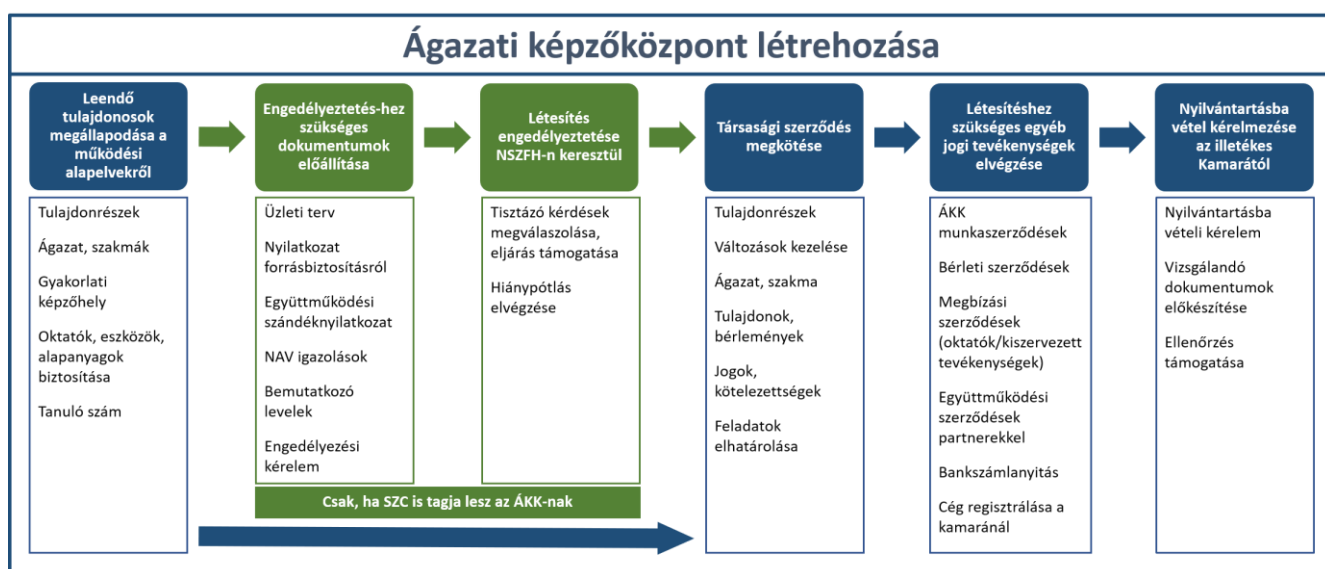 Ágazati képzőközpont létrehozása
Leendő
tulajdonosok
megállapodása a
működési
alapelvekről
Tulajdonrészek
Ágazat, szakmák
Gyakorlati
képzőhely
Oktatók, eszközök,
alapanyagok
biztosítása
Tanuló szám
Engedélyeztetés-hez
szükséges
dokumentumok
előállítása
Üzleti terv
Nyilatkozat
forrásbiztosításról
Együttműködési
szándéknyilatkozat
NAV igazolások
Bemutatkozó
levelek
Engedélyezési
kérelem
Létesítés
engedélyeztetése
NSZFH-n keresztül
Tisztázó kérdések
megválaszolása,
eljárás támogatása
Hiánypótlás
elvégzése
Csak, ha SZC is tagja lesz az ÁKK-nak
Társasági szerződés
megkötése
Tulajdonrészek
Változások kezelése
Ágazat, szakma
Tulajdonok,
bérlemények
Jogok,
kötelezettségek
Feladatok
elhatárolása
Létesítéshez
szükséges egyéb
jogi tevékenységek
elvégzése
ÁKK
munkaszerződések
Bérleti szerződések
Megbízási
szerződések
(oktatók/kiszervezett
tevékenységek)
Együttműködési
szerződések
partnerekkel
Bankszámlanyitás
Cég regisztrálása a
kamaránál
Nyilvántartásba
vétel kérelmezése
az illetékes
Kamarától
Nyilvántartásba
vételi kérelem
Vizsgálandó
dokumentumok
előkészítése
Ellenőrzés
támogatása